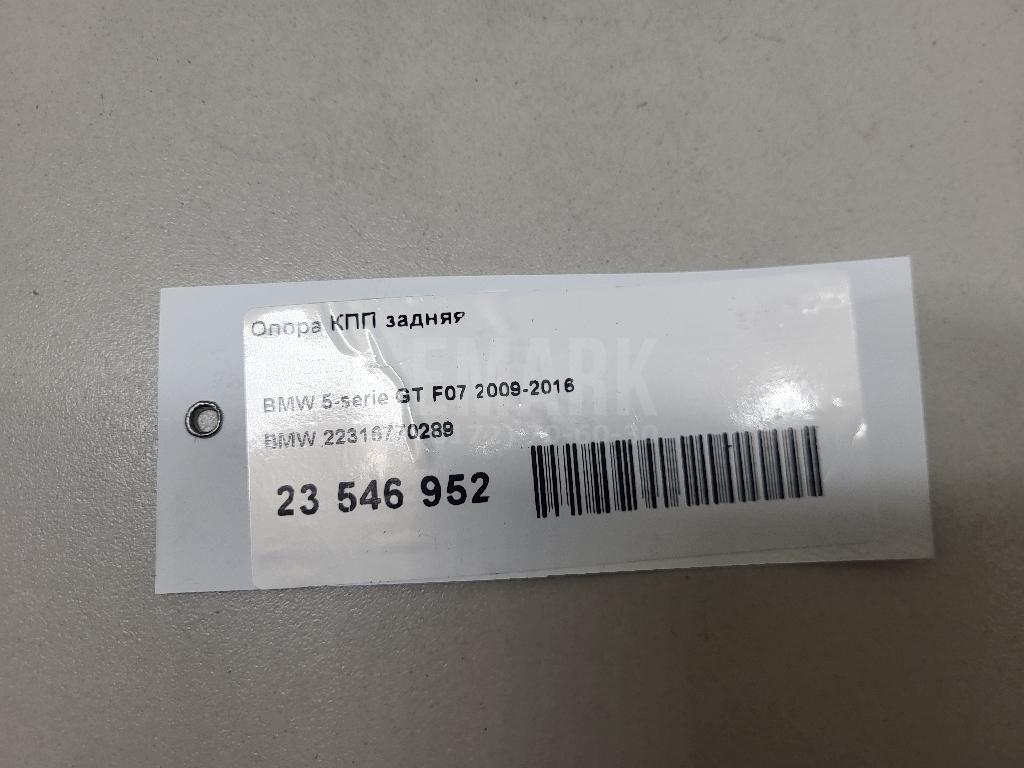 Опора КПП задняя
BMW 5-serie GT F07 2009-2016
BMW 22316770289
23 546 952